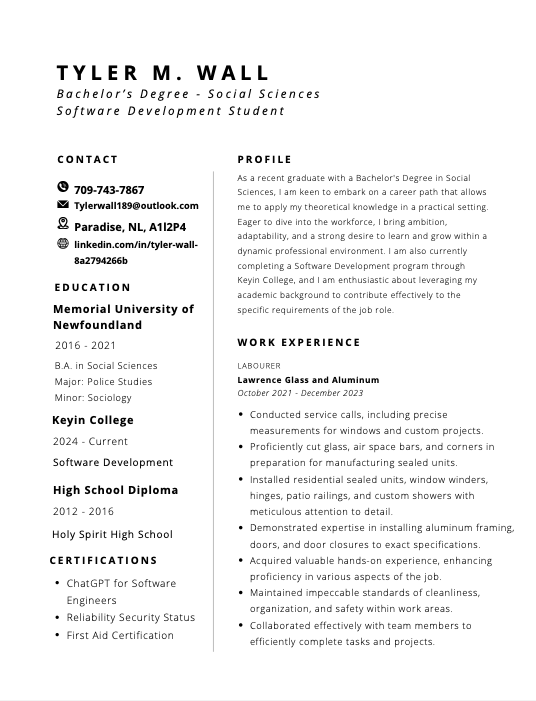 TYLER M. WALL
Bachelor's Degree - Social Sciences
Software Development Student
CONTACT
709-743-7867
Tylerwall189@outlook.com
Paradise, NL, A1l2P4
linkedin.com/in/tyler-wall-
8a2794266b
EDUCATION
Memorial University of
Newfoundland
2016 - 2021
B.A. in Social Sciences
Major: Police Studies
Minor: Sociology
Keyin College
2024 - Current
Software Development
High School Diploma
2012 - 2016
Holy Spirit High School
CERTIFICATIONS
• ChatGPT for Software
Engineers
• Reliability Security Status
• First Aid Certification
PROFILE
As a recent graduate with a Bachelor's Degree in Social
Sciences, I am keen to embark on a career path that allows
me to apply my theoretical knowledge in a practical setting.
Eager to dive into the workforce, I bring ambition,
adaptability, and a strong desire to learn and grow within a
dynamic professional environment. I am also currently
completing a Software Development program through
Keyin College, and I am enthusiastic about leveraging my
academic background to contribute effectively to the
specific requirements of the job role.
WORK EXPERIENCE
LABOURER
Lawrence Glass and Aluminum
October 2021 - December 2023
• Conducted service calls, including precise
measurements for windows and custom projects.
• Proficiently cut glass, air space bars, and corners in
preparation for manufacturing sealed units.
• Installed residential sealed units, window winders,
hinges, patio railings, and custom showers with
meticulous attention to detail.
• Demonstrated expertise in installing aluminum framing,
doors, and door closures to exact specifications.
• Acquired valuable hands-on experience, enhancing
proficiency in various aspects of the job.
• Maintained impeccable standards of cleanliness,
organization, and safety within work areas.
• Collaborated effectively with team members to
efficiently complete tasks and projects.